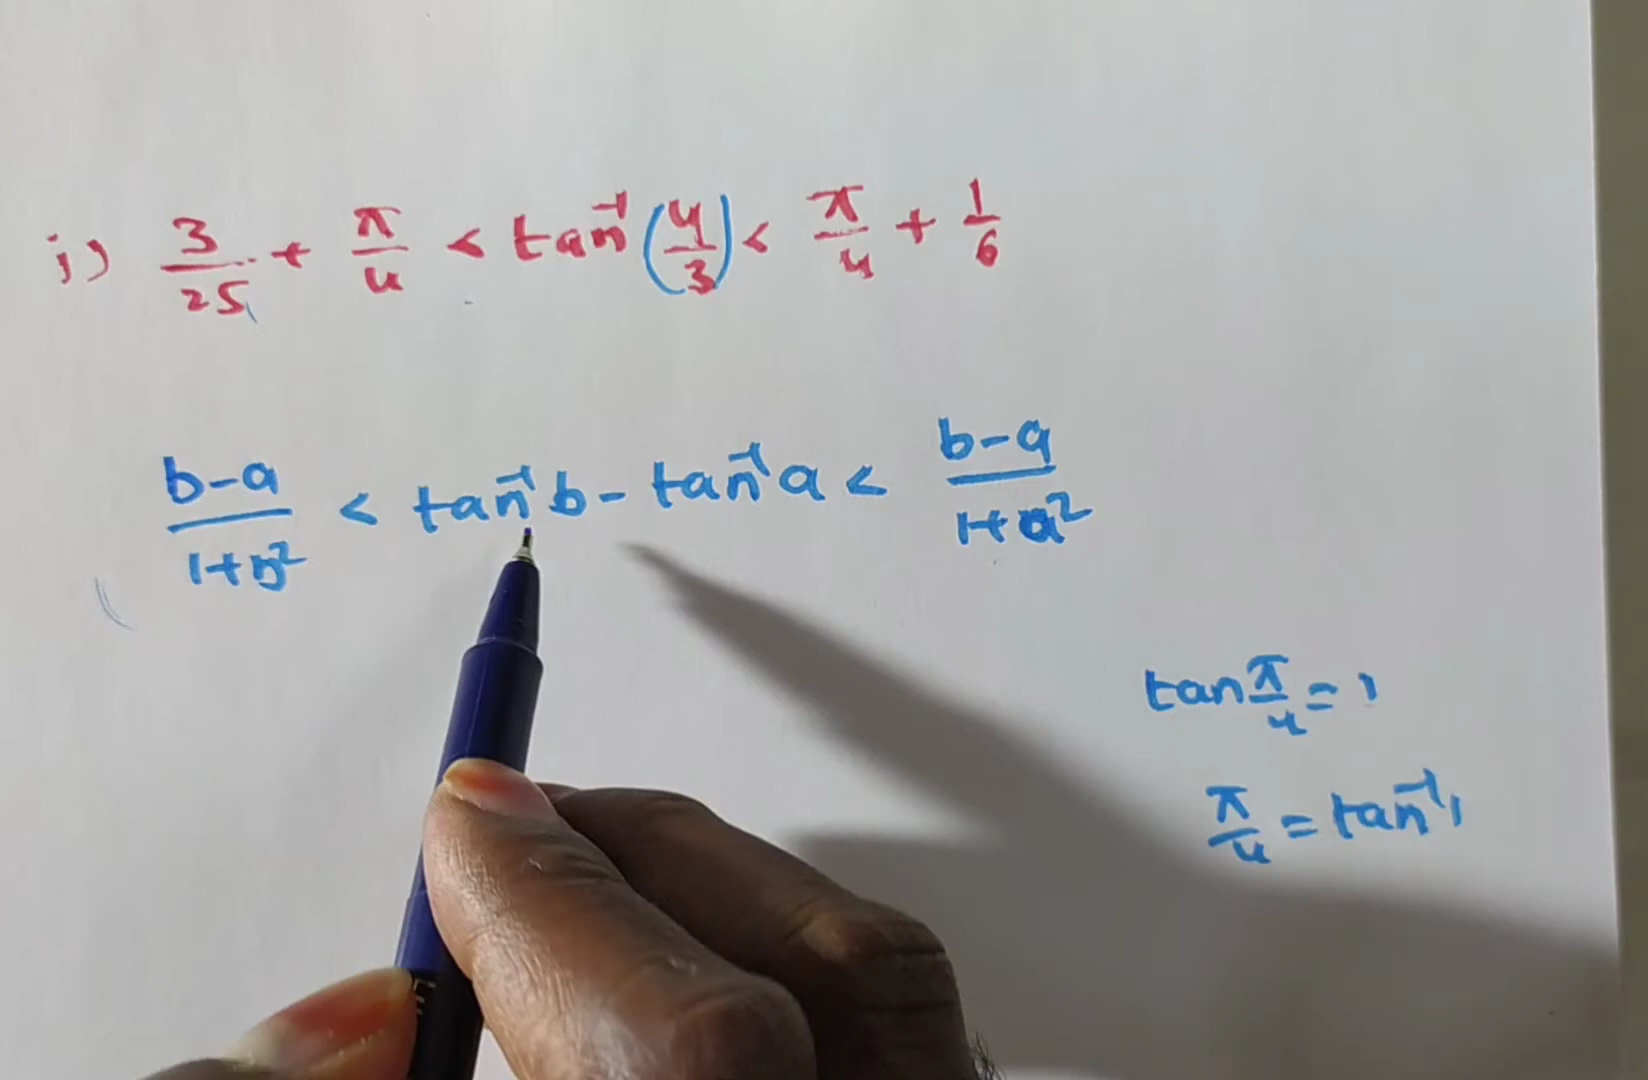 i) 3/25 + π/4 < tan⁻¹(4/3) < π/4 + 1/6
b-a/1+b² < tan⁻¹b - tan⁻¹a < b-a/1+a²
tan π/4 = 1
π/4 = tan⁻¹1